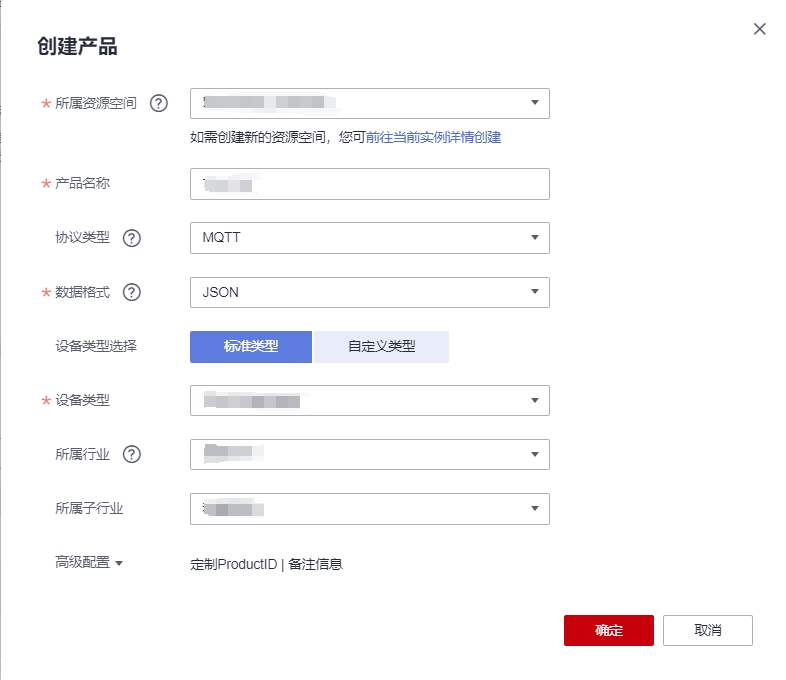 创建产品
* 所属资源空间 ?
如需创建新的资源空间，您可前往当前实例详情创建
* 产品名称
协议类型 ? MQTT
* 数据格式 ? JSON
设备类型选择 标准类型 自定义类型
* 设备类型
所属行业 ?
所属子行业
高级配置 定制ProductID | 备注信息
确定 取消